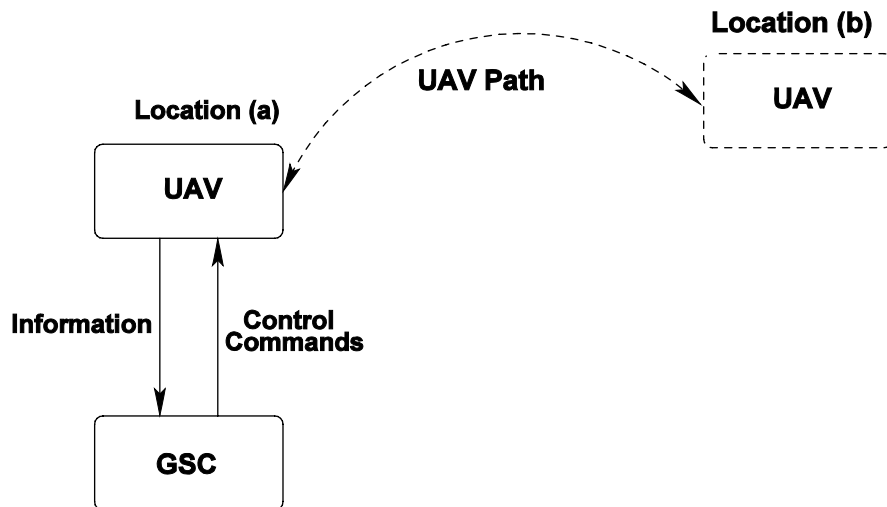 Location (b)
UAV Path
UAV
Location (a)
UAV
Information
Control
Commands
GSC